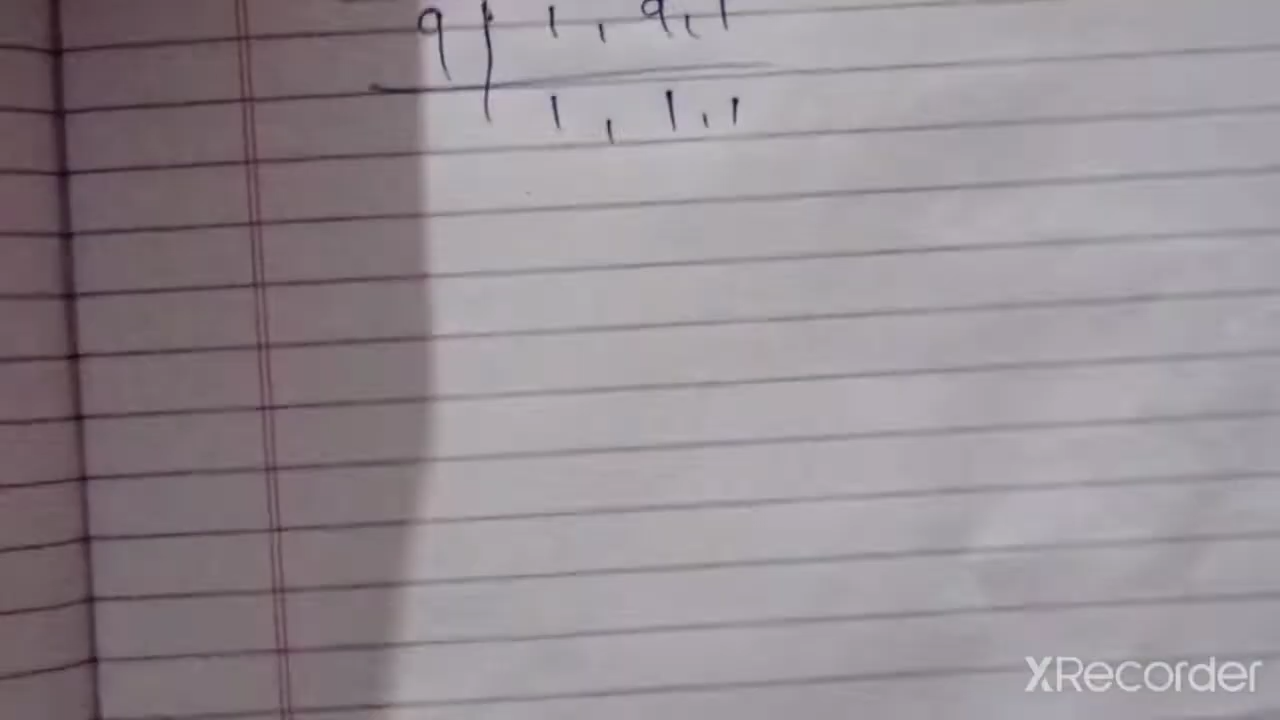 9 | 1, 9, 1
1, 1, 1
XRecorder